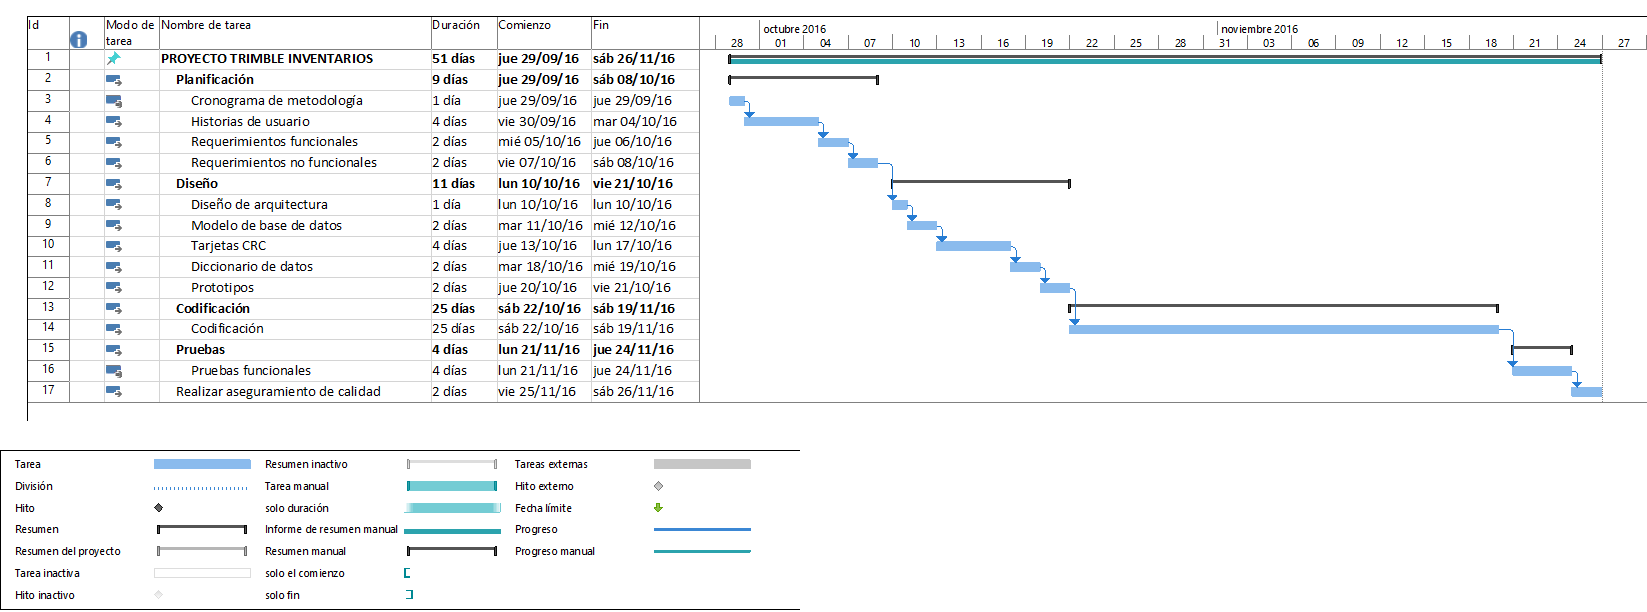 Id Modo de tarea Nombre de tarea Duración Comienzo Fin
octubre 2016 noviembre 2016
28 01 04 07 10 13 16 19 22 25 28 31 03 06 09 12 15 18 21 24 27
1 PROYECTO TRIMBLE INVENTARIOS 51 días jue 29/09/16 sáb 26/11/16
2 Planificación 9 días jue 29/09/16 sáb 08/10/16
3 Cronograma de metodología 1 día jue 29/09/16 jue 29/09/16
4 Historias de usuario 4 días vie 30/09/16 mar 04/10/16
5 Requerimientos funcionales 2 días mié 05/10/16 jue 06/10/16
6 Requerimientos no funcionales 2 días vie 07/10/16 sáb 08/10/16
7 Diseño 11 días lun 10/10/16 vie 21/10/16
8 Diseño de arquitectura 1 día lun 10/10/16 lun 10/10/16
9 Modelo de base de datos 2 días mar 11/10/16 mié 12/10/16
10 Tarjetas CRC 4 días jue 13/10/16 lun 17/10/16
11 Diccionario de datos 2 días mar 18/10/16 mié 19/10/16
12 Prototipos 2 días jue 20/10/16 vie 21/10/16
13 Codificación 25 días sáb 22/10/16 sáb 19/11/16
14 Codificación 25 días sáb 22/10/16 sáb 19/11/16
15 Pruebas 4 días lun 21/11/16 jue 24/11/16
16 Pruebas funcionales 4 días lun 21/11/16 jue 24/11/16
17 Realizar aseguramiento de calidad 2 días vie 25/11/16 sáb 26/11/16
Tarea Resumen inactivo Tareas externas
División Tarea manual Hito externo
Hito solo duración Fecha límite
Resumen Informe de resumen manual Progreso
Resumen del proyecto Resumen manual Progreso manual
Tarea inactiva solo el comienzo
Hito inactivo solo fin